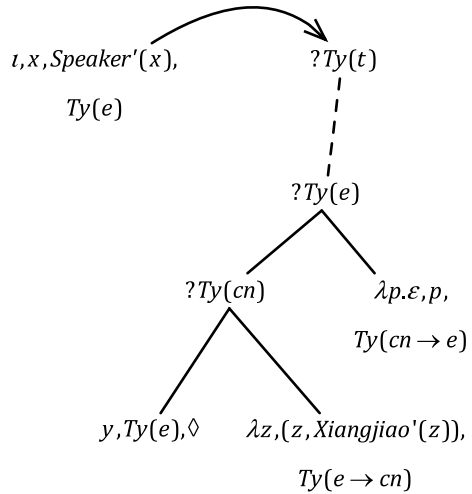 ι,x,Speaker'(x), ?Ty(t)
Ty(e)
?Ty(e)
?Ty(cn) λp.ε,p,
Ty(cn → e)
y,Ty(e),◊ λz,(z,Xiangjiao'(z)),
Ty(e → cn)